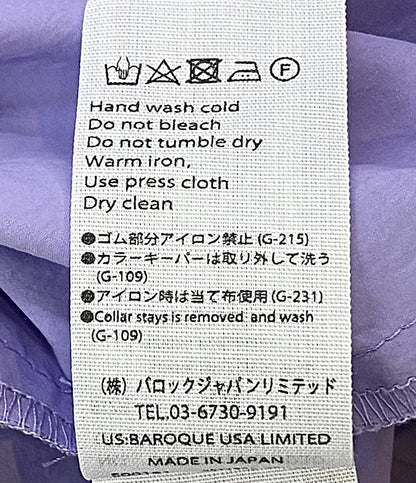 F
Hand wash cold
Do not bleach
Do not tumble dry
Warm iron,
Use press cloth
Dry clean
●ゴム部分アイロン禁止(G-215)
●カラーキーパーは取り外して洗う
(G-109)
●アイロン時は当て布使用(G-231)
●Collar stays is removed and wash
(G-109)
(株) バロックジャパンリミテッド
TEL.03-6730-9191
US:BAROQUE USA LIMITED
MADE IN JAPAN